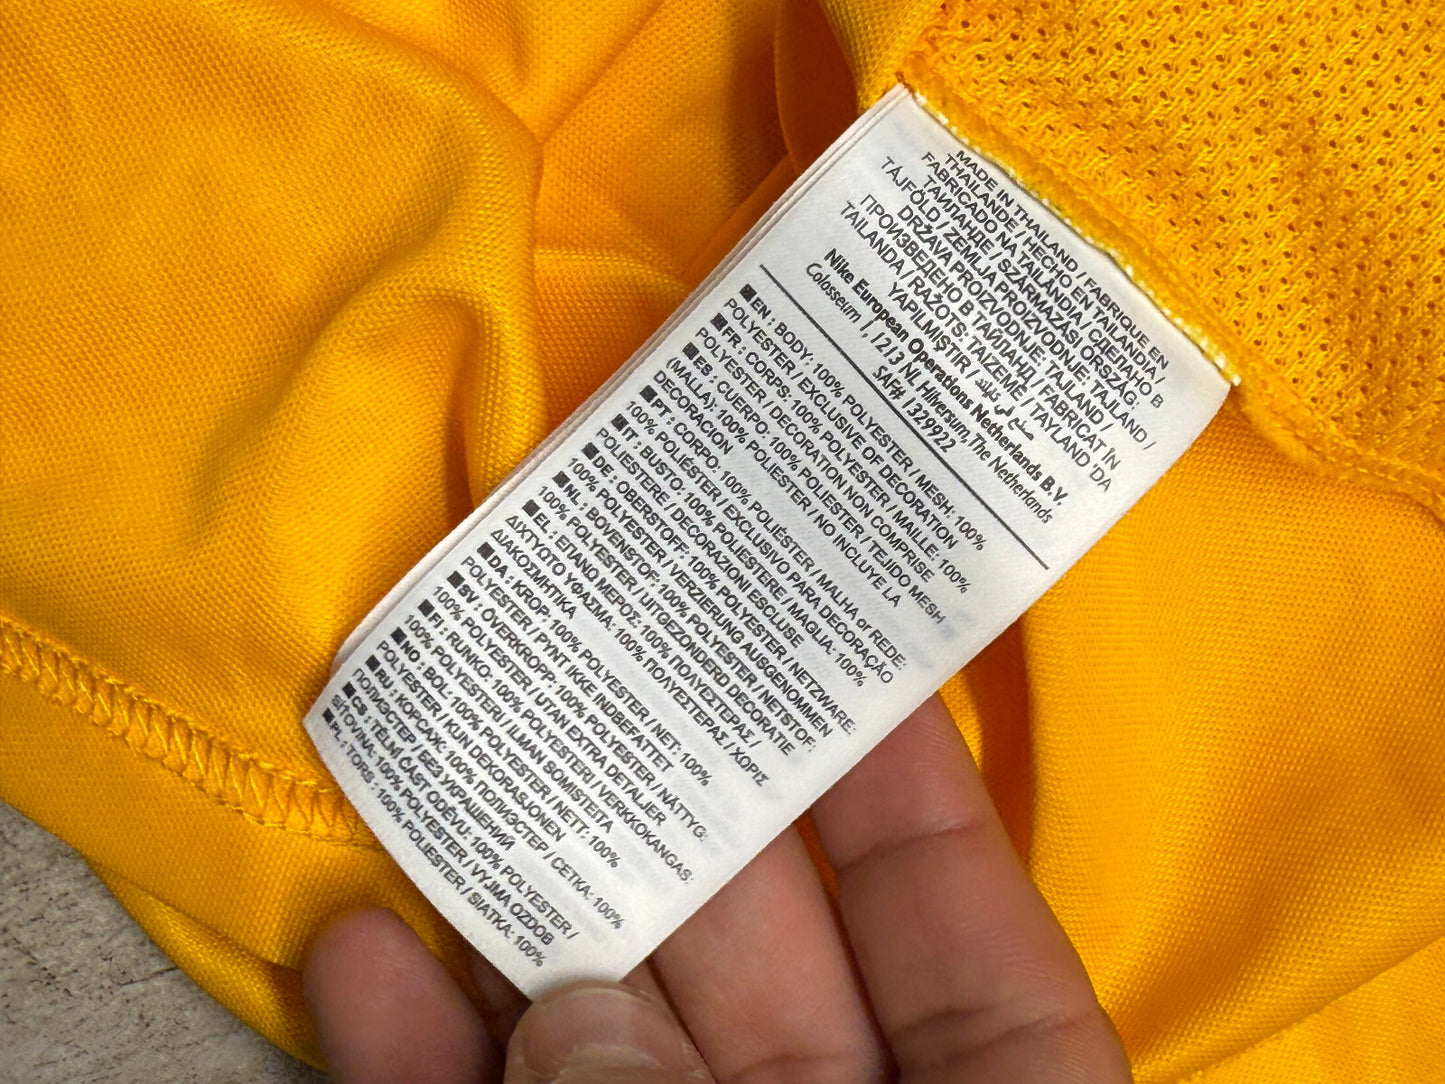 MADE IN THAILAND / FABRIQUE EN
THAILANDE / HECHO EN TAILANDIA /
FABRICADO NA TAILÂNDIA / СДЕЛАНО В
ТАИЛАНДЕ / SZÁRMAZÁSI ORSZÁG:
TÁJFÖLD / ZEMLJA PROIZVODNJE: TAJLAND /
DRŽAVA PROIZVODNJE: TAJLAND /
ПРОИЗВЕДЕНО В ТАЙЛАНД / FABRICAT ÎN
TAILANDA / RAŽOTS: TAIZEME / TAYLAND 'DA
YAPILMIŞTIR / صنع في تايلاند
Nike European Operations Netherlands B.V.
Colosseum 1, 1213 NL Hilversum, The Netherlands
SAF# 1329922
EN : BODY: 100% POLYESTER / MESH: 100%
POLYESTER / EXCLUSIVE OF DECORATION
FR : CORPS: 100% POLYESTER / MAILLE: 100%
POLYESTER / DECORATION NON COMPRISE
ES : CUERPO: 100% POLIÉSTER / TEJIDO MESH
(MALLA): 100% POLIÉSTER / NO INCLUYE LA
DECORACIÓN
PT : CORPO: 100% POLIÉSTER / MALHA or REDE:
100% POLIÉSTER / EXCLUSIVO PARA DECORAÇÃO
IT : BUSTO: 100% POLIESTERE / MAGLIA: 100%
POLIESTERE / DECORAZIONI ESCLUSE
DE : OBERSTOFF: 100% POLYESTER / NETZWARE:
100% POLYESTER / VERZIERUNG AUSGENOMMEN
NL : BOVENSTOF: 100% POLYESTER / NETSTOF:
100% POLYESTER / UITGEZONDERD DECORATIE
EL : ΕΠΑΝΩ ΜΕΡΟΣ: 100% ΠΟΛΥΕΣΤΕΡΑΣ /
ΔΙΧΤΥΟΤΟ ΥΦΑΣΜΑ: 100% ΠΟΛΥΕΣΤΕΡΑΣ / ΧΩΡΙΣ
ΔΙΑΚΟΣΜΗΤΙΚΑ
DA : KROP: 100% POLYESTER / NET: 100%
POLYESTER / PYNT IKKE INDBEFATTET
SV : ÖVERKROPP: 100% POLYESTER / NÄTTYG:
100% POLYESTER / UTAN EXTRA DETALJER
FI : RUNKO: 100% POLYESTERI / VERKKOKANGAS:
100% POLYESTERI / ILMAN SOMISTEITA
NO : BOL: 100% POLYESTER / NETT: 100%
POLYESTER / KUN DEKORASJONEN
RU : КОРСАЖ: 100% ПОЛИЭСТЕР / СЕТКА: 100%
ПОЛИЭСТЕР / БЕЗ УКРАШЕНИЙ
CS : TĚLNÍ ČÁST ODĚVU: 100% POLYESTER /
SÍŤOVINA: 100% POLYESTER / VYJMA OZDOB
PL : TORS : 100% POLIESTER / SIATKA: 100%